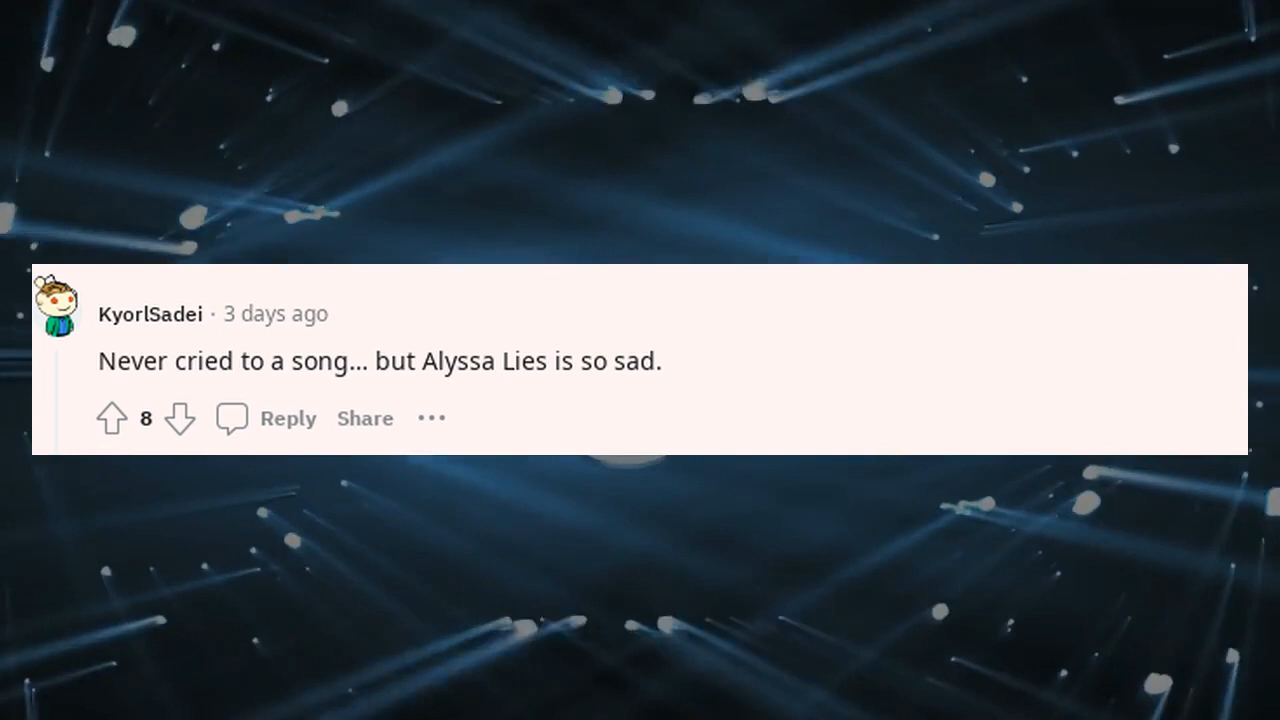 KyorlSadei · 3 days ago
Never cried to a song... but Alyssa Lies is so sad.
8 Reply Share ···